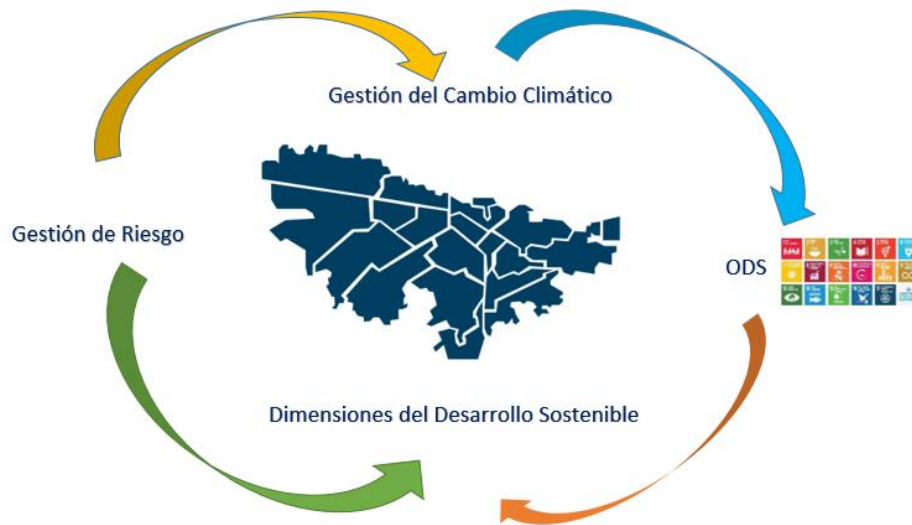 Gestión del Cambio Climático
Gestión de Riesgo
ODS
Dimensiones del Desarrollo Sostenible